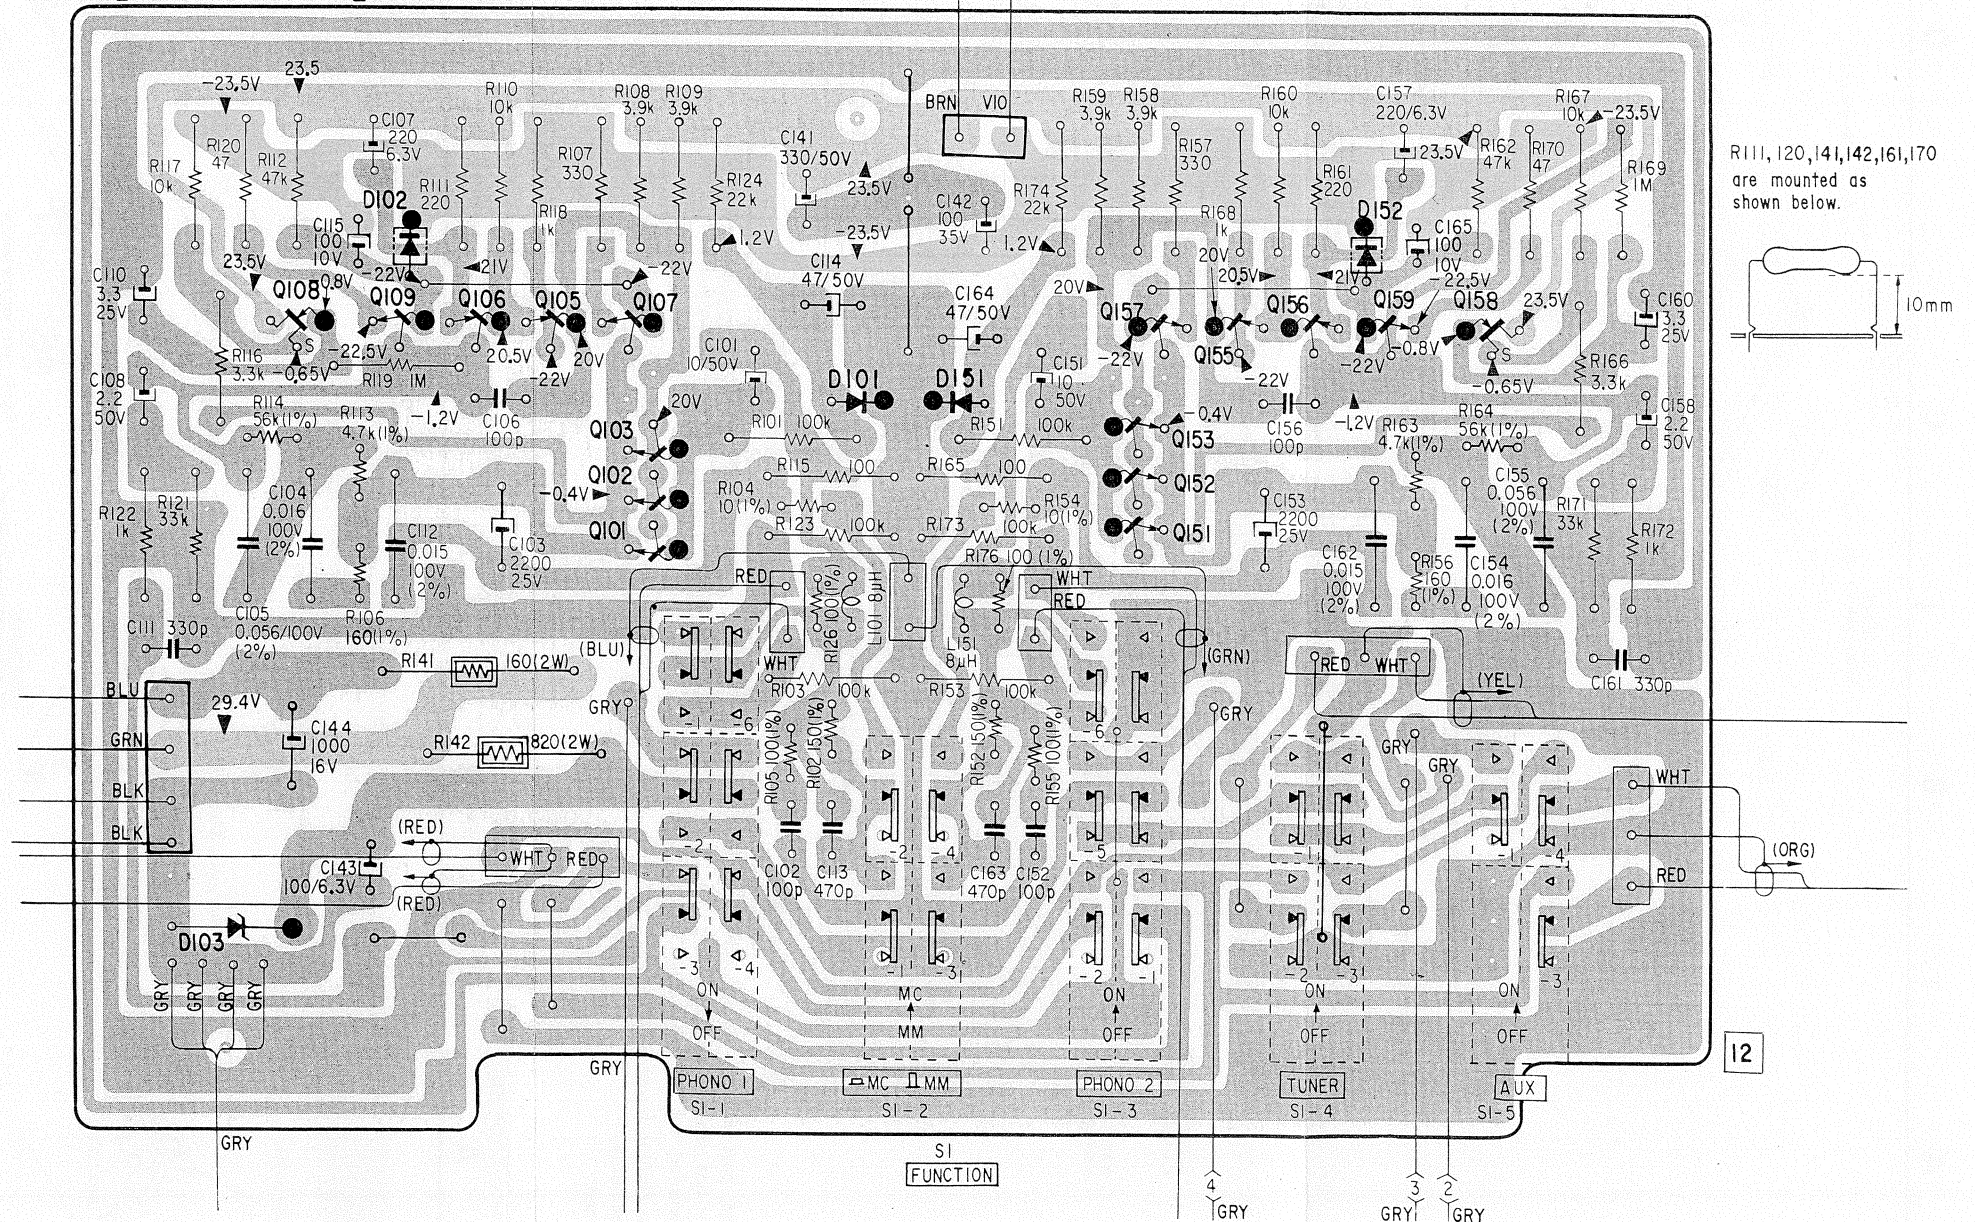 -23.5V
23.5
R117
10k
R120
47
R112
47k
C107
220
6.3V
D102
R111
220
R110
10k
R118
1k
R107
330
R108
3.9k
R109
3.9k
R124
22k
C141
330/50V
23.5V
-23.5V
1.2V
BRN
VIO
C142
100
35V
R174
22k
1.2V
R159
3.9k
R158
3.9k
R157
330
R168
1k
R160
10k
R161
220
C157
220/6.3V
23.5V
D152
R162
47k
R170
47
R167
10k
-23.5V
R169
1M
R111, 120, 141, 142, 161, 170
are mounted as
shown below.
10mm
C110
3.3
25V
23.5V
C115
100
10V
-0.8V
Q108
S
-22V
Q109
-22.5V
21V
Q106
20.5V
Q105
20V
-22V
Q107
-22V
C114
47/50V
C164
47/50V
20V
Q157
-22V
20V
Q155
-22V
20.5V
Q156
21V
C165
100
10V
Q159
-22V
-22.5V
-0.8V
Q158
S
-0.65V
23.5V
C160
3.3
25V
C108
2.2
50V
R116
3.3k
-0.65V
R119 1M
-1.2V
C106
100p
C101
10/50V
D101
D151
C151
10
50V
C156
100p
-1.2V
R166
3.3k
C158
2.2
50V
R114
56k(1%)
R113
4.7k(1%)
20V
Q103
Q102
-0.4V
Q101
R101 100k
R115 100
R104
10(1%)
R123 100k
R151 100k
R165 100
R154
10(1%)
R173 100k
R176 100(1%)
-0.4V
Q153
Q152
Q151
R163
4.7k(1%)
R164
56k(1%)
R122
1k
R121
33k
C104
0.016
100V
(2%)
C112
0.015
100V
(2%)
C103
2200
25V
C153
2200
25V
C162
0.015
100V
(2%)
R156
160
(1%)
C154
0.016
100V
(2%)
C155
0.056
100V
(2%)
R171
33k
R172
1k
C111 330p
C105
0.056/100V
(2%)
R106
160(1%)
RED
WHT
R126 100(1%)
L101 8µH
L151
8µH
WHT
RED
(BLU)
(GRN)
R141 160(2W)
R142 820(2W)
R103 100k
R153 100k
RED WHT
(YEL)
C161 330p
BLU
GRN
BLK
BLK
29.4V
C144
1000
16V
GRY
-6
R105 100(1%)
R102 150(1%)
R152 150(1%)
R155 100(1%)
-6
GRY
GRY
GRY
WHT
RED
(ORG)
(RED)
C143
100/6.3V
(RED)
WHT
RED
-2
C102
100p
C113
470p
-2
-4
C163
470p
C152
100p
-5
-1
-4
D103
GRY
GRY
GRY
GRY
-3
-4
ON
OFF
-1
-3
MC
MM
-2
-1
ON
OFF
-2
-3
ON
OFF
-3
ON
OFF
12
GRY
PHONO 1
MC MM
PHONO 2
TUNER
AUX
S1-1
S1-2
S1-3
S1-4
S1-5
GRY
S1
FUNCTION
4
GRY
3
GRY
2
GRY